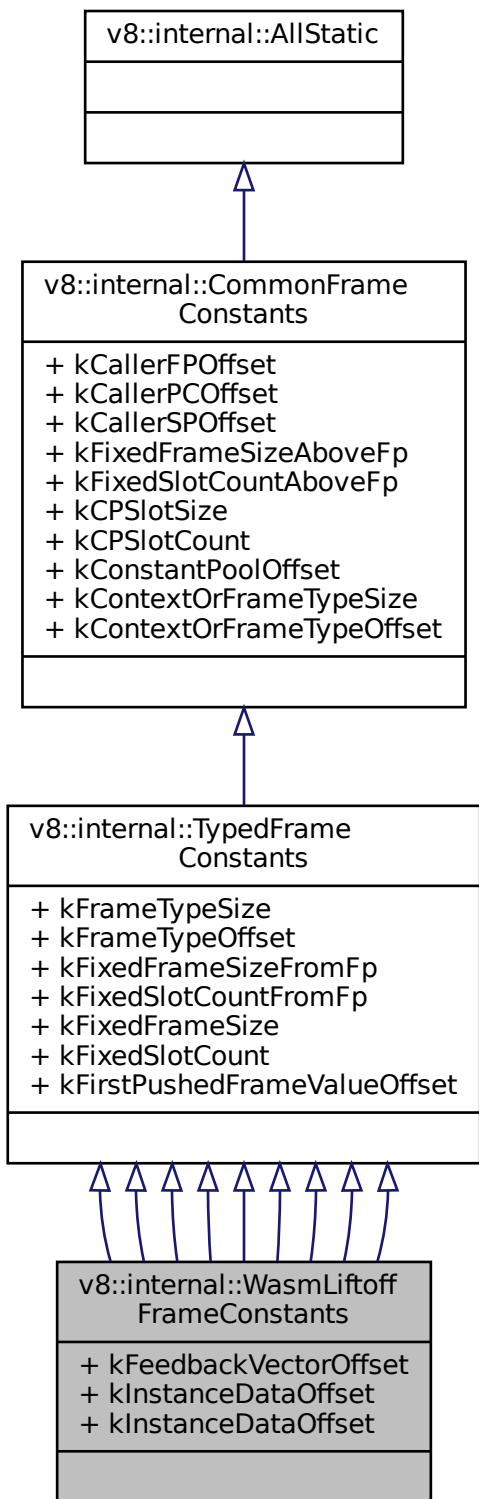 v8::internal::AllStatic
v8::internal::CommonFrame
Constants
+ kCallerFPOffset
+ kCallerPCOffset
+ kCallerSPOffset
+ kFixedFrameSizeAboveFp
+ kFixedSlotCountAboveFp
+ kCPSlotSize
+ kCPSlotCount
+ kConstantPoolOffset
+ kContextOrFrameTypeSize
+ kContextOrFrameTypeOffset
v8::internal::TypedFrame
Constants
+ kFrameTypeSize
+ kFrameTypeOffset
+ kFixedFrameSizeFromFp
+ kFixedSlotCountFromFp
+ kFixedFrameSize
+ kFixedSlotCount
+ kFirstPushedFrameValueOffset
v8::internal::WasmLiftoff
FrameConstants
+ kFeedbackVectorOffset
+ kInstanceDataOffset
+ kInstanceDataOffset